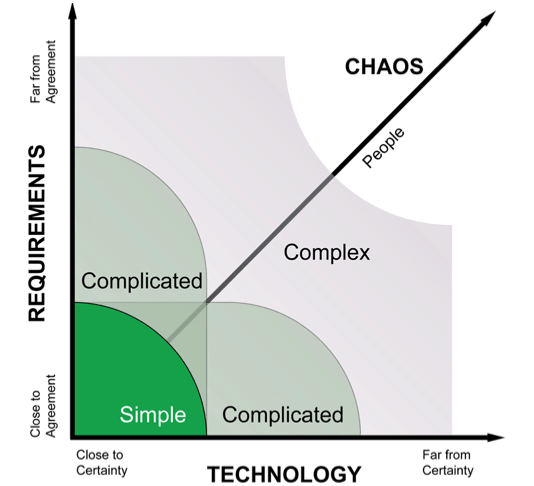 Far from
Agreement
CHAOS
People
REQUIREMENTS
Complex
Complicated
Close to
Agreement
Simple
Complicated
Close to
Certainty
Far from
Certainty
TECHNOLOGY